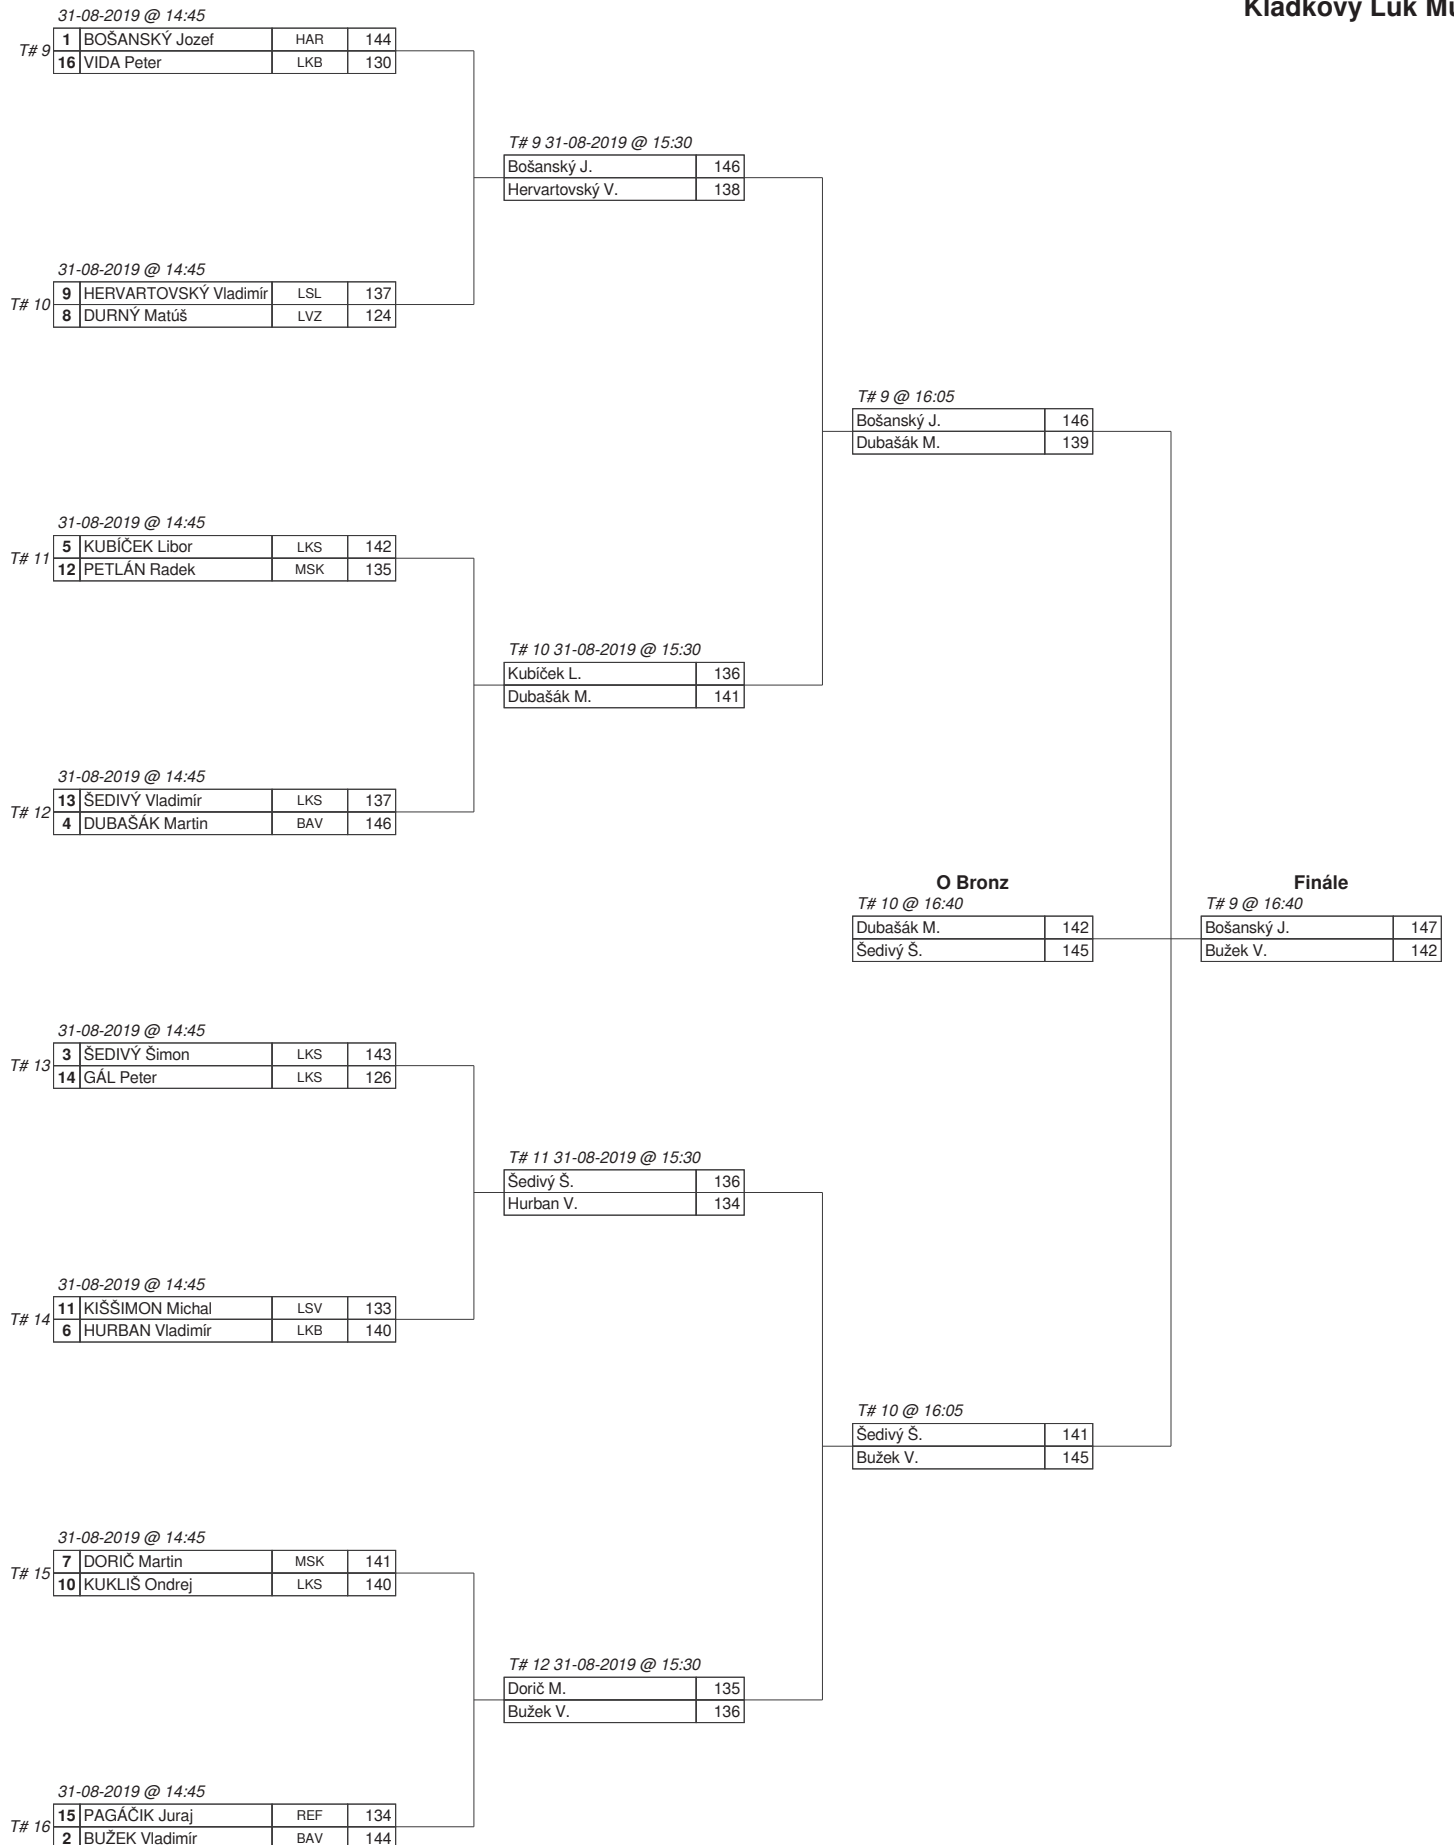 Kladkový Luk
31-08-2019 @ 14:45
T# 9
1 BOŠANSKÝ Jozef HAR 144
16 VIDA Peter LKB 130
T# 9 31-08-2019 @ 15:30
Bošanský J. 146
Hervartovský V. 138
31-08-2019 @ 14:45
T# 10
9 HERVARTOVSKÝ Vladimír LSL 137
8 DURNÝ Matúš LVZ 124
T# 9 @ 16:05
Bošanský J. 146
Dubašák M. 139
31-08-2019 @ 14:45
T# 11
5 KUBÍČEK Libor LKS 142
12 PETLÁN Radek MSK 135
T# 10 31-08-2019 @ 15:30
Kubíček L. 136
Dubašák M. 141
31-08-2019 @ 14:45
T# 12
13 ŠEDIVÝ Vladimír LKS 137
4 DUBAŠÁK Martin BAV 146
O Bronz
T# 10 @ 16:40
Dubašák M. 142
Šedivý Š. 145
Finále
T# 9 @ 16:40
Bošanský J. 147
Bužek V. 142
31-08-2019 @ 14:45
T# 13
3 ŠEDIVÝ Šimon LKS 143
14 GÁL Peter LKS 126
T# 11 31-08-2019 @ 15:30
Šedivý Š. 136
Hurban V. 134
31-08-2019 @ 14:45
T# 14
11 KIŠŠIMON Michal LSV 133
6 HURBAN Vladimír LKB 140
T# 10 @ 16:05
Šedivý Š. 141
Bužek V. 145
31-08-2019 @ 14:45
T# 15
7 DORIČ Martin MSK 141
10 KUKLIŠ Ondrej LKS 140
T# 12 31-08-2019 @ 15:30
Dorič M. 135
Bužek V. 136
31-08-2019 @ 14:45
T# 16
15 PAGÁČIK Juraj REF 134
2 BUŽEK Vladimír BAV 144